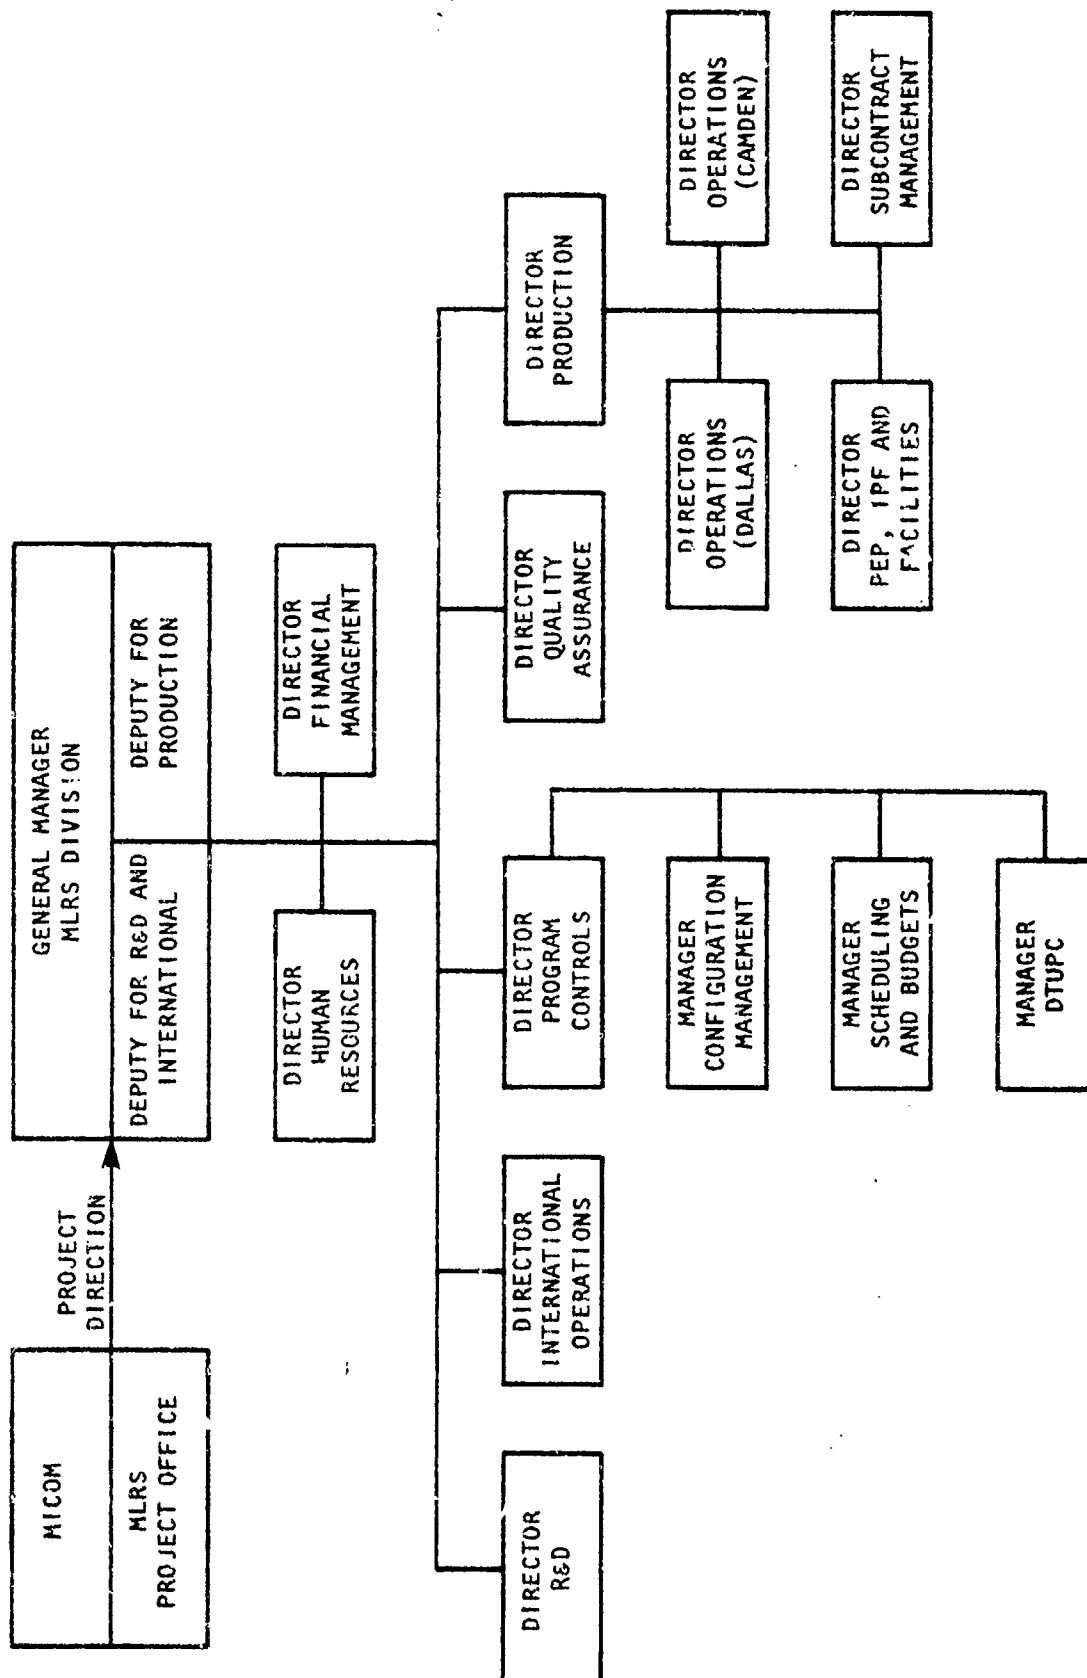 MICOM
MLRS
PROJECT OFFICE
PROJECT
DIRECTION
GENERAL MANAGER
MLRS DIVISION
DEPUTY FOR R&D AND
INTERNATIONAL
DEPUTY FOR
PRODUCTION
DIRECTOR
HUMAN
RESOURCES
DIRECTOR
FINANCIAL
MANAGEMENT
DIRECTOR
R&D
DIRECTOR
INTERNATIONAL
OPERATIONS
DIRECTOR
PROGRAM
CONTROLS
DIRECTOR
QUALITY
ASSURANCE
DIRECTOR
PRODUCTION
MANAGER
CONFIGURATION
MANAGEMENT
DIRECTOR
OPERATIONS
(DALLAS)
DIRECTOR
OPERATIONS
(CAMDEN)
MANAGER
SCHEDULING
AND BUDGETS
DIRECTOR
PEP, IPF AND
FACILITIES
DIRECTOR
SUBCONTRACT
MANAGEMENT
MANAGER
DTUPC